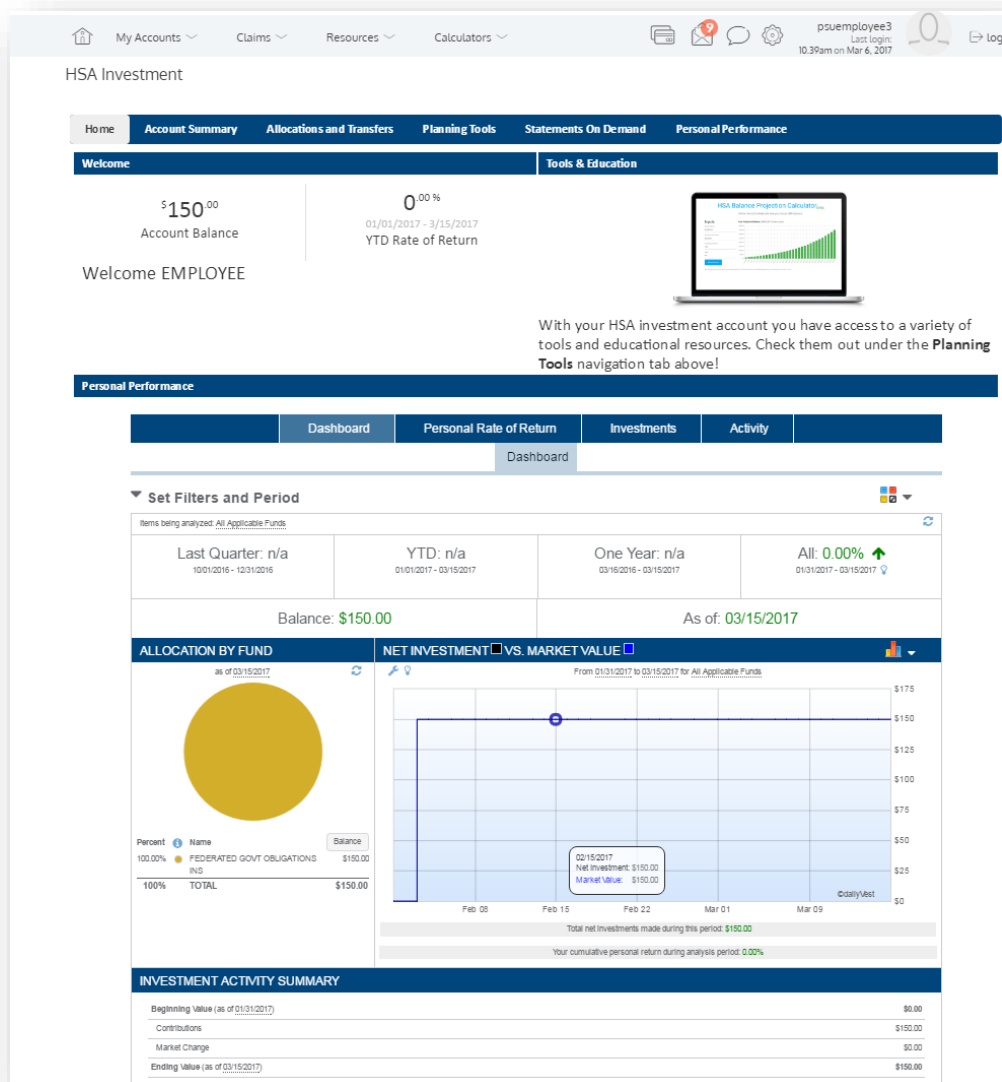 My Accounts Claims Resources Calculators 9 psuemployee3
Last login:
10.39am on Mar 6, 2017
log
HSA Investment
Home Account Summary Allocations and Transfers Planning Tools Statements On Demand Personal Performance
Welcome Tools & Education
$150.00
Account Balance
0.00 %
01/01/2017 - 3/15/2017
YTD Rate of Return
Welcome EMPLOYEE
HSA Balance Projection Calculator
With your HSA investment account you have access to a variety of
tools and educational resources. Check them out under the Planning
Tools navigation tab above!
Personal Performance
Dashboard Personal Rate of Return Investments Activity
Dashboard
Set Filters and Period
Items being analyzed: All Applicable Funds
Last Quarter: n/a
10/01/2016 - 12/31/2016
YTD: n/a
01/01/2017 - 03/15/2017
One Year: n/a
03/16/2016 - 03/15/2017
All: 0.00%
01/31/2017 - 03/15/2017
Balance: $150.00 As of: 03/15/2017
ALLOCATION BY FUND
as of 03/15/2017
Percent Name Balance
100.00% FEDERATED GOVT OBLIGATIONS $150.00
INS
100% TOTAL $150.00
NET INVESTMENT VS. MARKET VALUE
From 01/31/2017 to 03/15/2017 for All Applicable Funds
$175
$150
$125
$100
$75
$50
$25
$0
02/15/2017
Net Investment: $150.00
Market Value: $150.00
©dailyVest
Feb 08 Feb 15 Feb 22 Mar 01 Mar 09
Total net investments made during this period: $150.00
Your cumulative personal return during analysis period: 0.00%
INVESTMENT ACTIVITY SUMMARY
Beginning Value (as of 01/31/2017) $0.00
Contributions $150.00
Market Change $0.00
Ending Value (as of 03/15/2017) $150.00